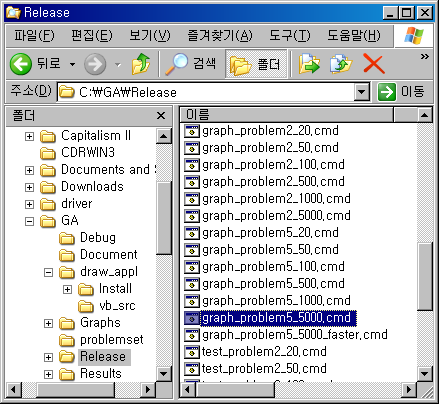 Release
파일(F) 편집(E) 보기(V) 즐겨찾기(A) 도구(T) 도움말(H)
뒤로 검색 폴더
주소(D) C:₩GA₩Release 이동
폴더
Capitalism II
CDRWIN3
Documents and S
Downloads
driver
GA
Debug
Document
draw_appl
Install
vb_src
Graphs
problemset
Release
Results
이름
graph_problem2_20,cmd
graph_problem2_50,cmd
graph_problem2_100,cmd
graph_problem2_500,cmd
graph_problem2_1000,cmd
graph_problem2_5000,cmd
graph_problem5_20,cmd
graph_problem5_50,cmd
graph_problem5_100,cmd
graph_problem5_500,cmd
graph_problem5_1000,cmd
graph_problem5_5000,cmd
graph_problem5_5000_faster,cmd
test_problem2_20,cmd
test_problem2_50,cmd